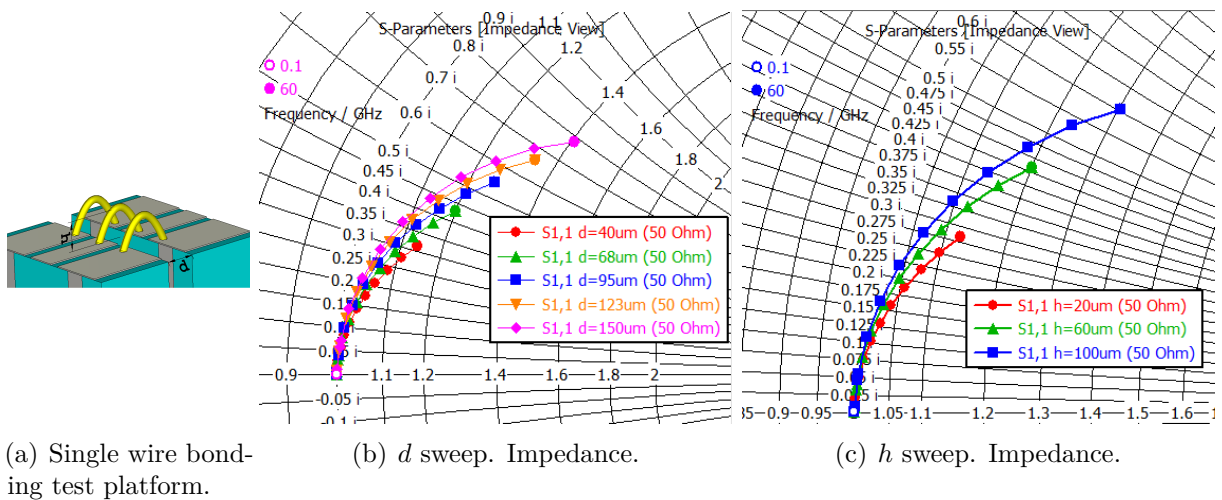 h
d
(a) Single wire bond-
ing test platform.
S-Parameters [Impedance View]
0.1
60
Frequency / GHz
0.9 i
1.1
0.8 i
1.2
0.7 i
1.4
0.6 i
1.6
0.5 i
1.8
0.45 i
2
0.4 i
0.35 i
0.3 i
0.25 i
0.2 i
0.15 i
0.1 i
-0.05 i
-0.1 i
0.9
1.1
1.2
1.4
1.6
1.8
2
S1,1 d=40um (50 Ohm)
S1,1 d=68um (50 Ohm)
S1,1 d=95um (50 Ohm)
S1,1 d=123um (50 Ohm)
S1,1 d=150um (50 Ohm)
(b) d sweep. Impedance.
S-Parameters [Impedance View]
0.1
60
Frequency / GHz
0.6 i
0.55 i
0.5 i
0.475 i
0.45 i
0.425 i
0.4 i
0.375 i
0.35 i
0.325 i
0.3 i
0.275 i
0.25 i
0.225 i
0.2 i
0.175 i
0.15 i
0.125 i
0.1 i
0.075 i
0.05 i
0.9
0.95
1.05
1.1
1.2
1.3
1.4
1.5
1.6
S1,1 h=20um (50 Ohm)
S1,1 h=60um (50 Ohm)
S1,1 h=100um (50 Ohm)
(c) h sweep. Impedance.